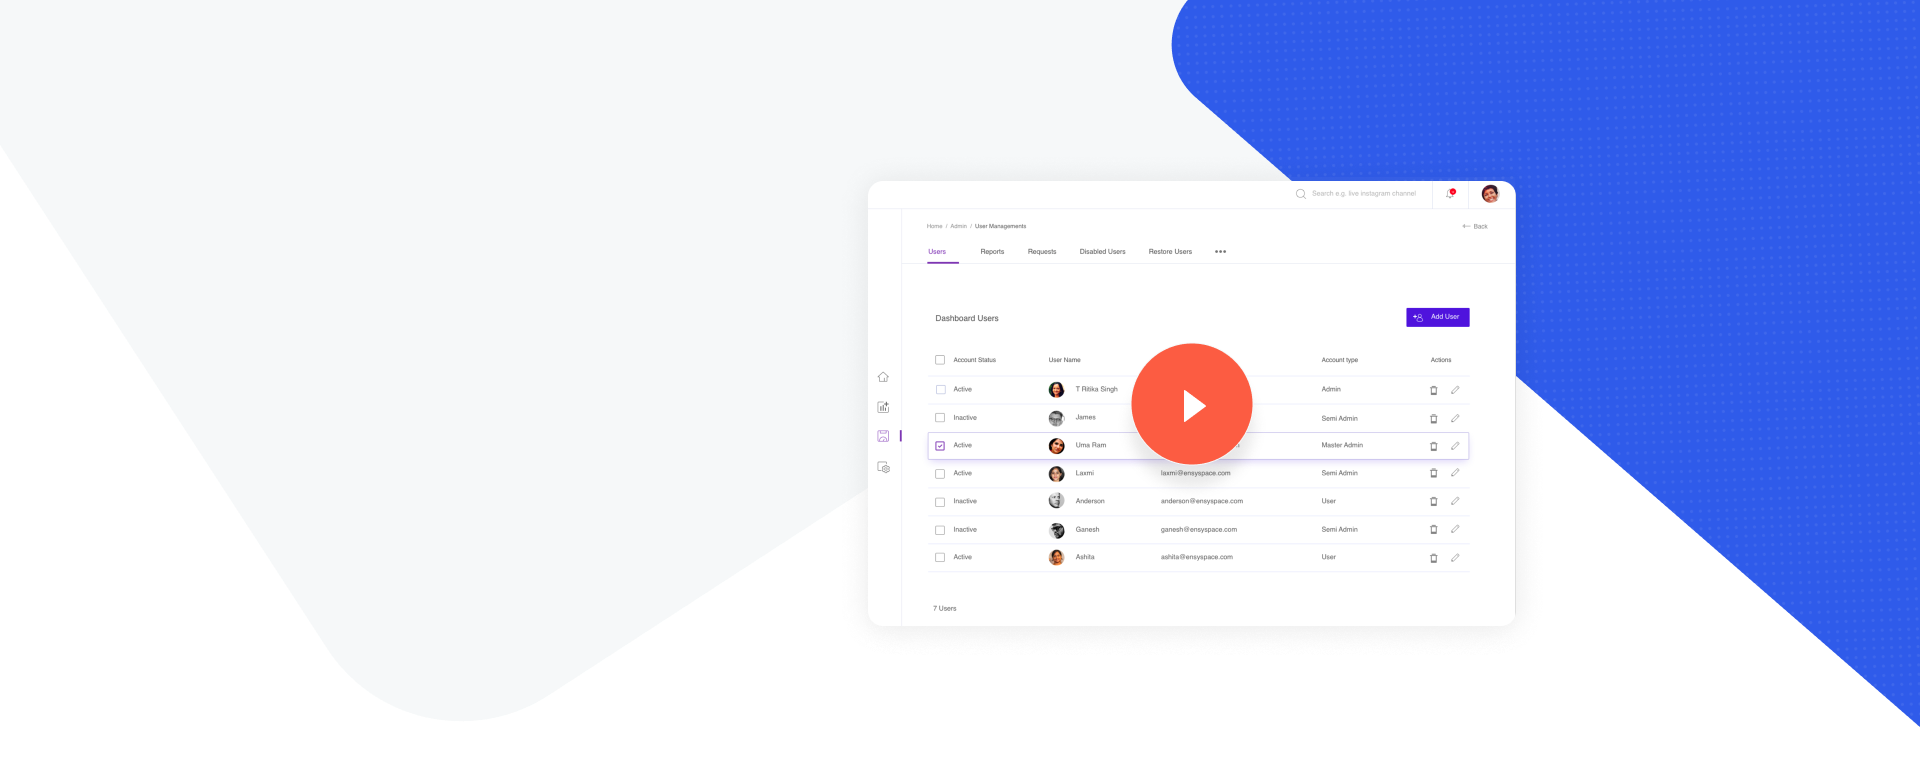 Search e.g. live instagram channel
Home / Admin / User Managements
Back
Users Reports Requests Disabled Users Restore Users
Dashboard Users
Add User
Account Status User Name Account type Actions
Active T Ritika Singh Admin
Inactive James Semi Admin
Active Uma Ram Master Admin
Active Laxmi laxmi@ensyspace.com Semi Admin
Inactive Anderson anderson@ensyspace.com User
Inactive Ganesh ganesh@ensyspace.com Semi Admin
Active Ashita ashita@ensyspace.com User
7 Users